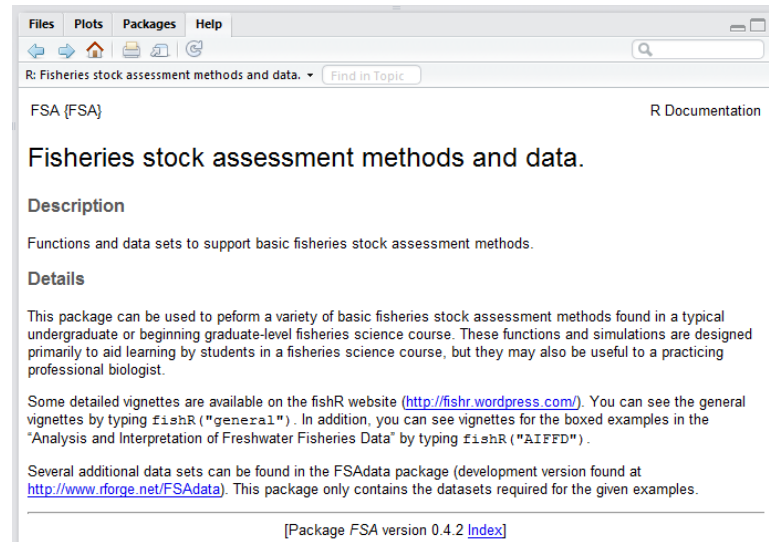 Files Plots Packages Help
R: Fisheries stock assessment methods and data. Find in Topic
FSA {FSA} R Documentation
Fisheries stock assessment methods and data.
Description
Functions and data sets to support basic fisheries stock assessment methods.
Details
This package can be used to peform a variety of basic fisheries stock assessment methods found in a typical
undergraduate or beginning graduate-level fisheries science course. These functions and simulations are designed
primarily to aid learning by students in a fisheries science course, but they may also be useful to a practicing
professional biologist.
Some detailed vignettes are available on the fishR website (http://fishr.wordpress.com/). You can see the general
vignettes by typing fishR("general"). In addition, you can see vignettes for the boxed examples in the
“Analysis and Interpretation of Freshwater Fisheries Data” by typing fishR("AIFFD").
Several additional data sets can be found in the FSAdata package (development version found at
http://www.rforge.net/FSAdata). This package only contains the datasets required for the given examples.
[Package FSA version 0.4.2 Index]